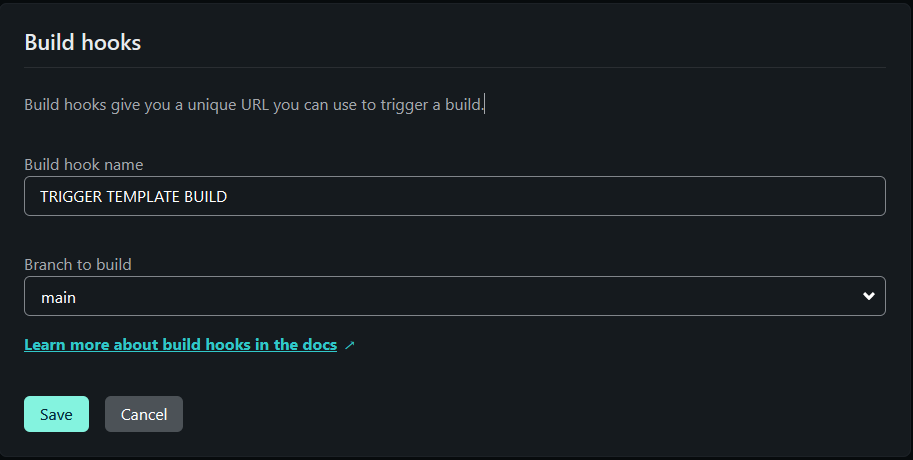 Build hooks
Build hooks give you a unique URL you can use to trigger a build.
Build hook name
TRIGGER TEMPLATE BUILD
Branch to build
main
Learn more about build hooks in the docs ↗
Save
Cancel